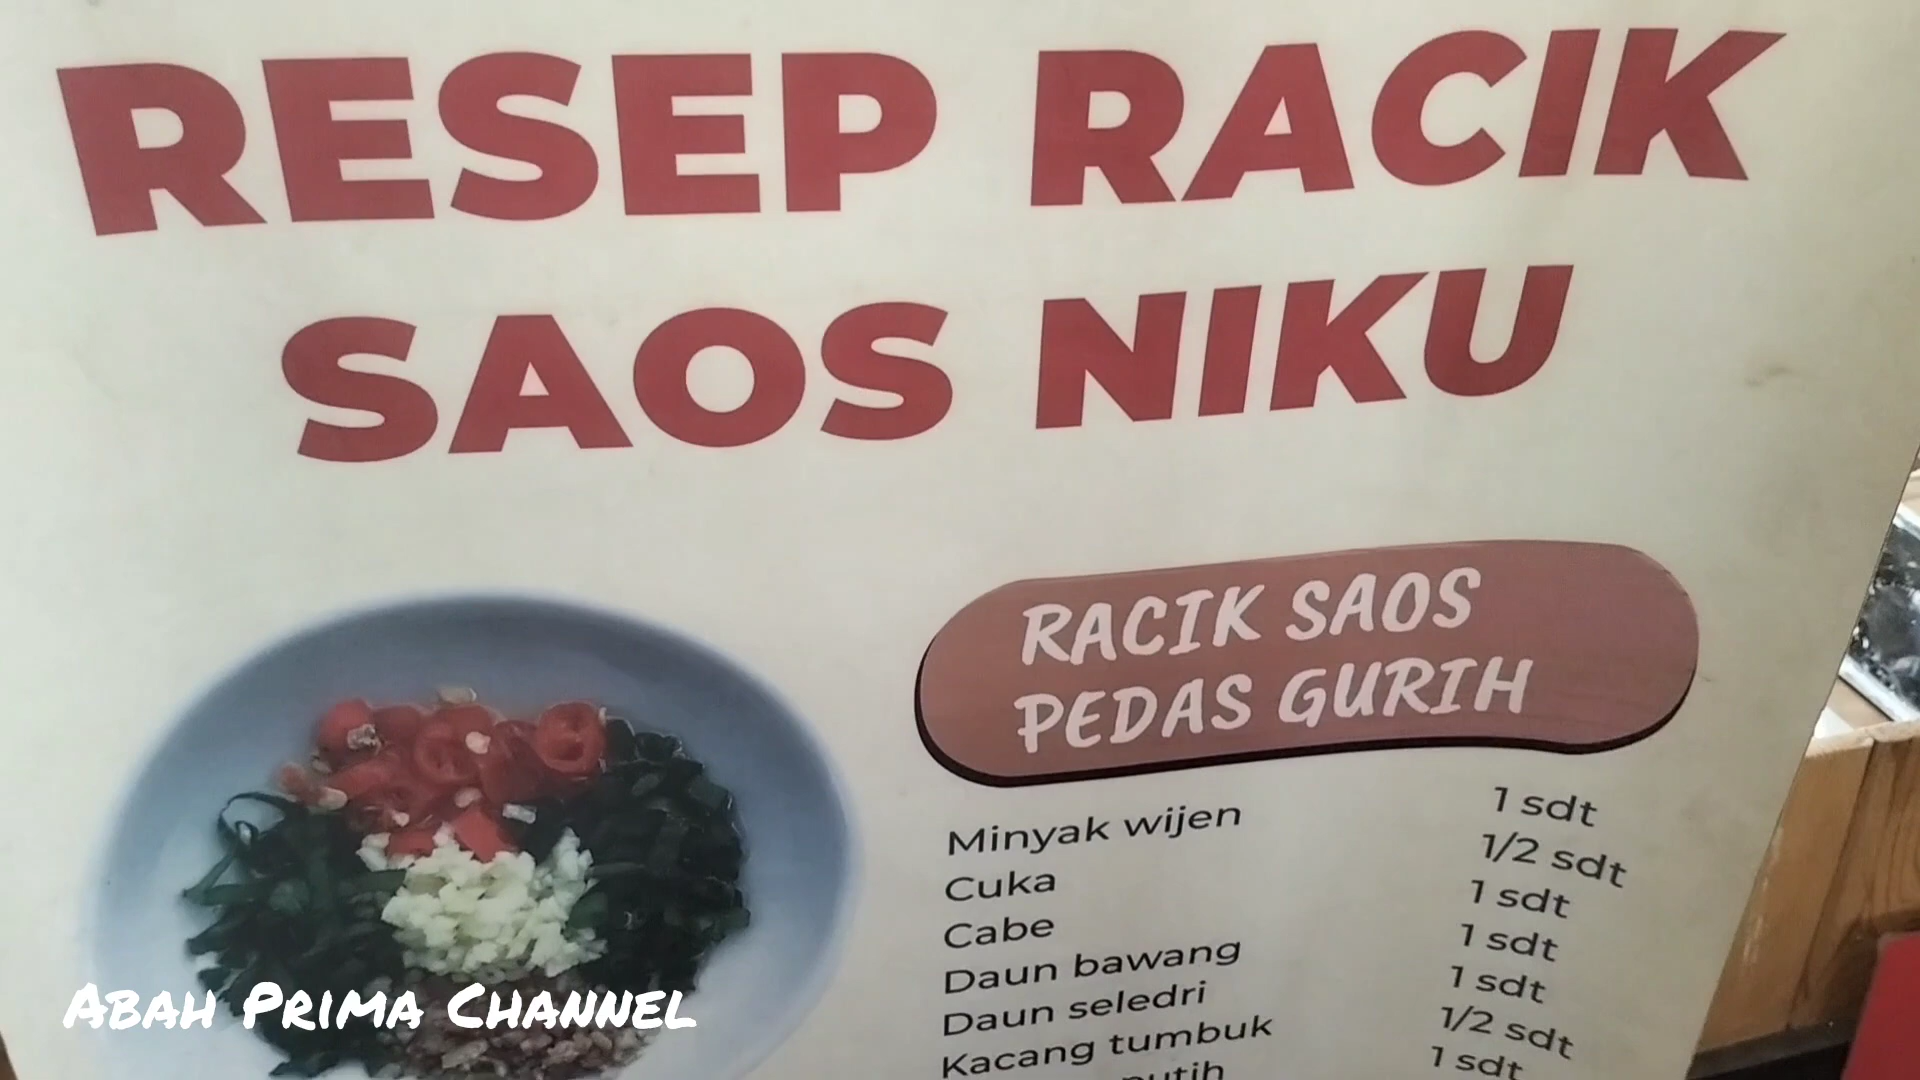 RESEP RACIK
SAOS NIKU
RACIK SAOS
PEDAS GURIH
Minyak wijen 1 sdt
Cuka 1/2 sdt
Cabe 1 sdt
Daun bawang 1 sdt
Daun seledri 1 sdt
Kacang tumbuk 1/2 sdt
putih 1 sdt
Abah Prima Channel